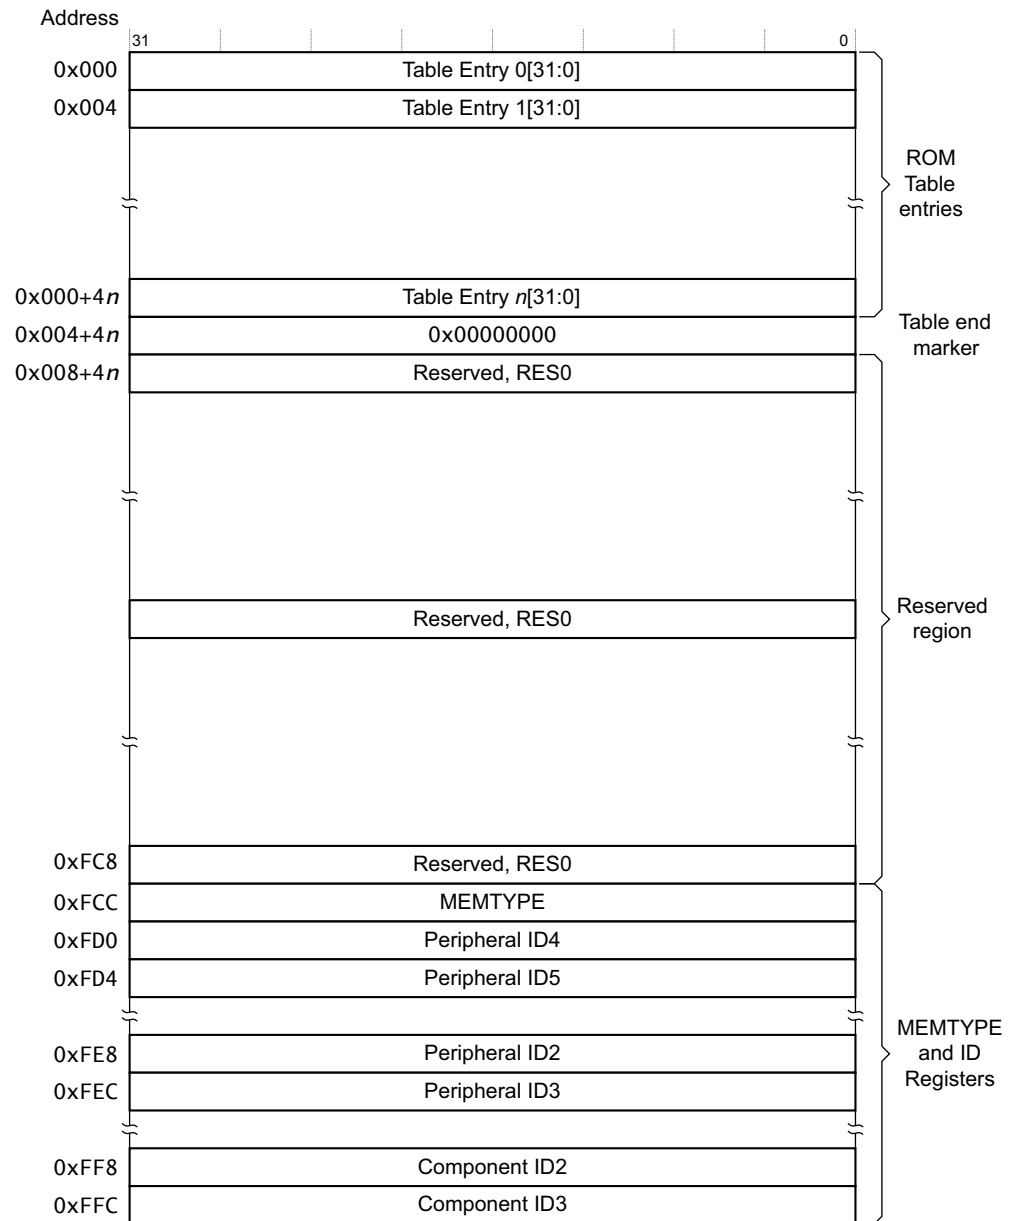 Address
31 0
0x000 Table Entry 0[31:0]
0x004 Table Entry 1[31:0]
ROM
Table
entries
0x000+4n Table Entry n[31:0]
0x004+4n 0x00000000
Table end
marker
0x008+4n Reserved, RES0
Reserved, RES0
Reserved
region
0xFC8 Reserved, RES0
0xFCC MEMTYPE
0xFD0 Peripheral ID4
0xFD4 Peripheral ID5
MEMTYPE
and ID
Registers
0xFE8 Peripheral ID2
0xFEC Peripheral ID3
0xFF8 Component ID2
0xFFC Component ID3